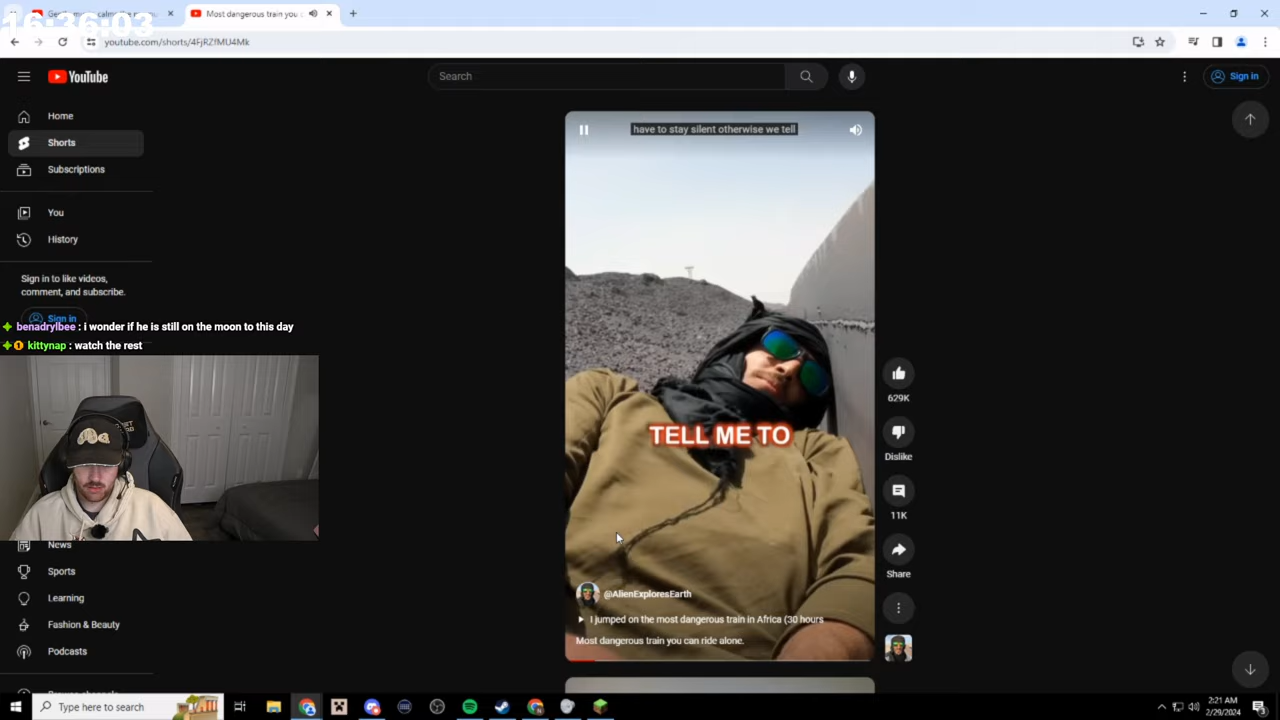 16:36:03
Most dangerous train you c
youtube.com/shorts/4FjRZfMU4Mk
YouTube
Search
Sign in
Home
Shorts
Subscriptions
You
History
Sign in to like videos,
comment, and subscribe.
Sign in
benadrylbee : i wonder if he is still on the moon to this day
kittynap : watch the rest
News
Sports
Learning
Fashion & Beauty
Podcasts
have to stay silent otherwise we tell
TELL ME TO
@AlienExploresEarth
I jumped on the most dangerous train in Africa (30 hours
Most dangerous train you can ride alone.
629K
Dislike
11K
Share
Type here to search
2:21 AM
2/29/2024